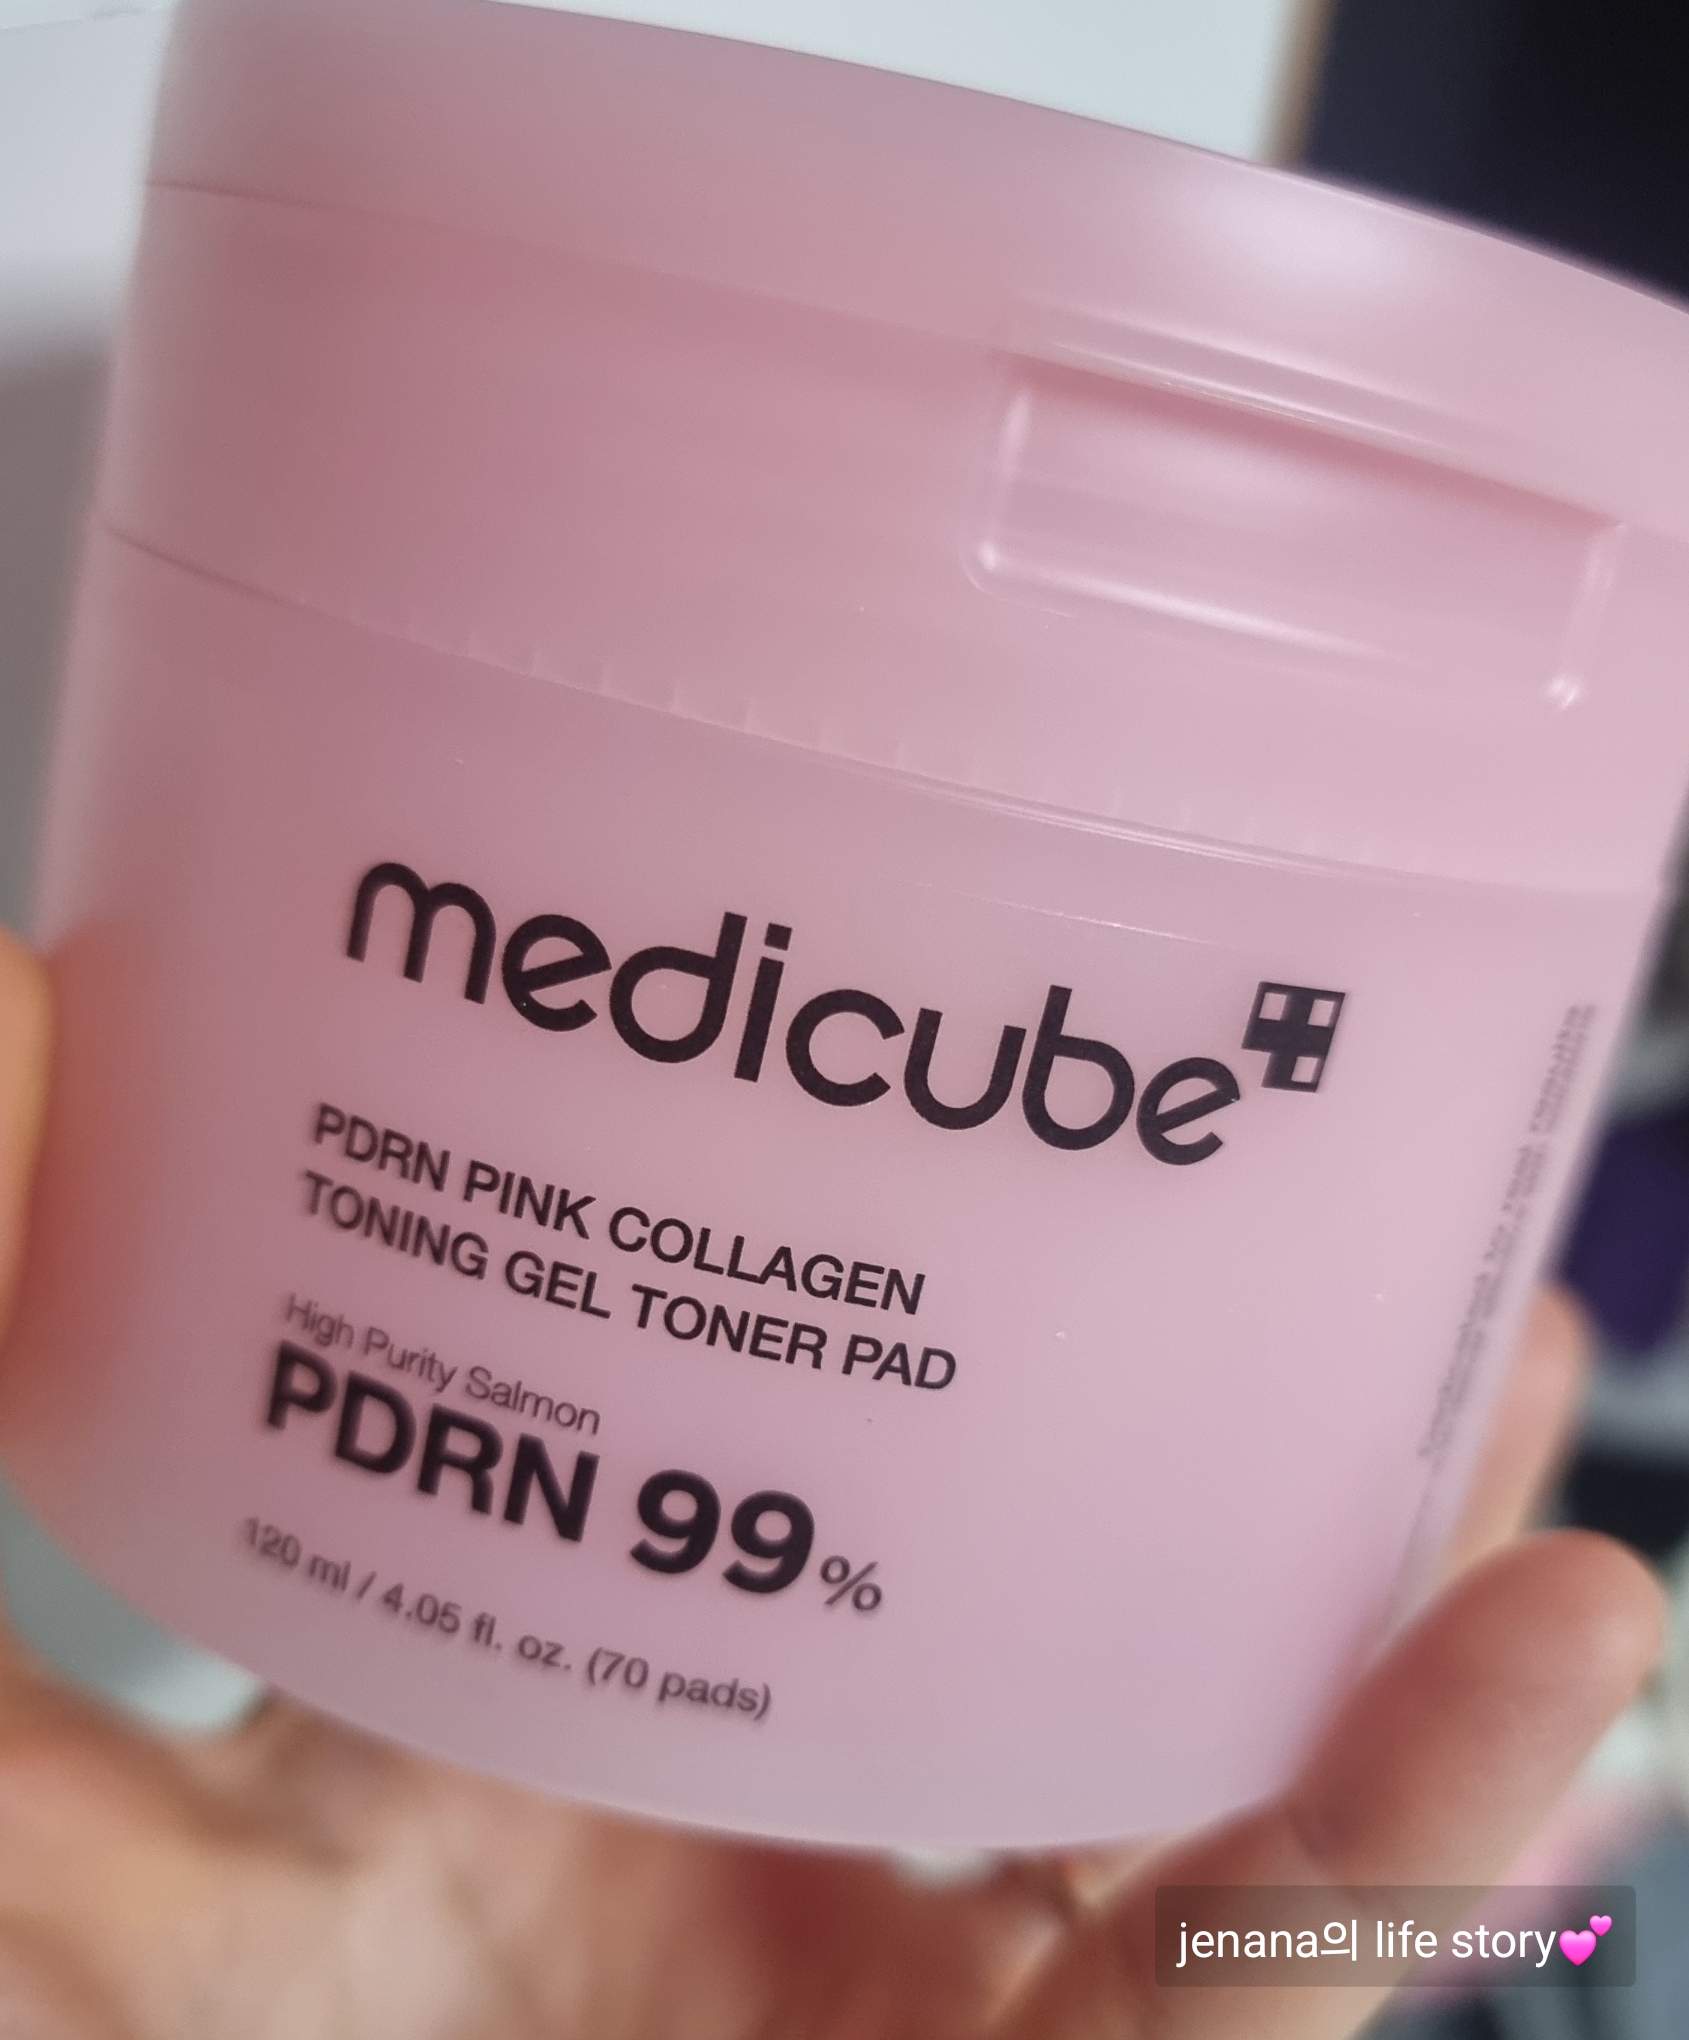 medicube
PDRN PINK COLLAGEN
TONING GEL TONER PAD
High Purity Salmon
PDRN 99%
120 ml / 4.05 fl. oz. (70 pads)
jenana의 life story💕